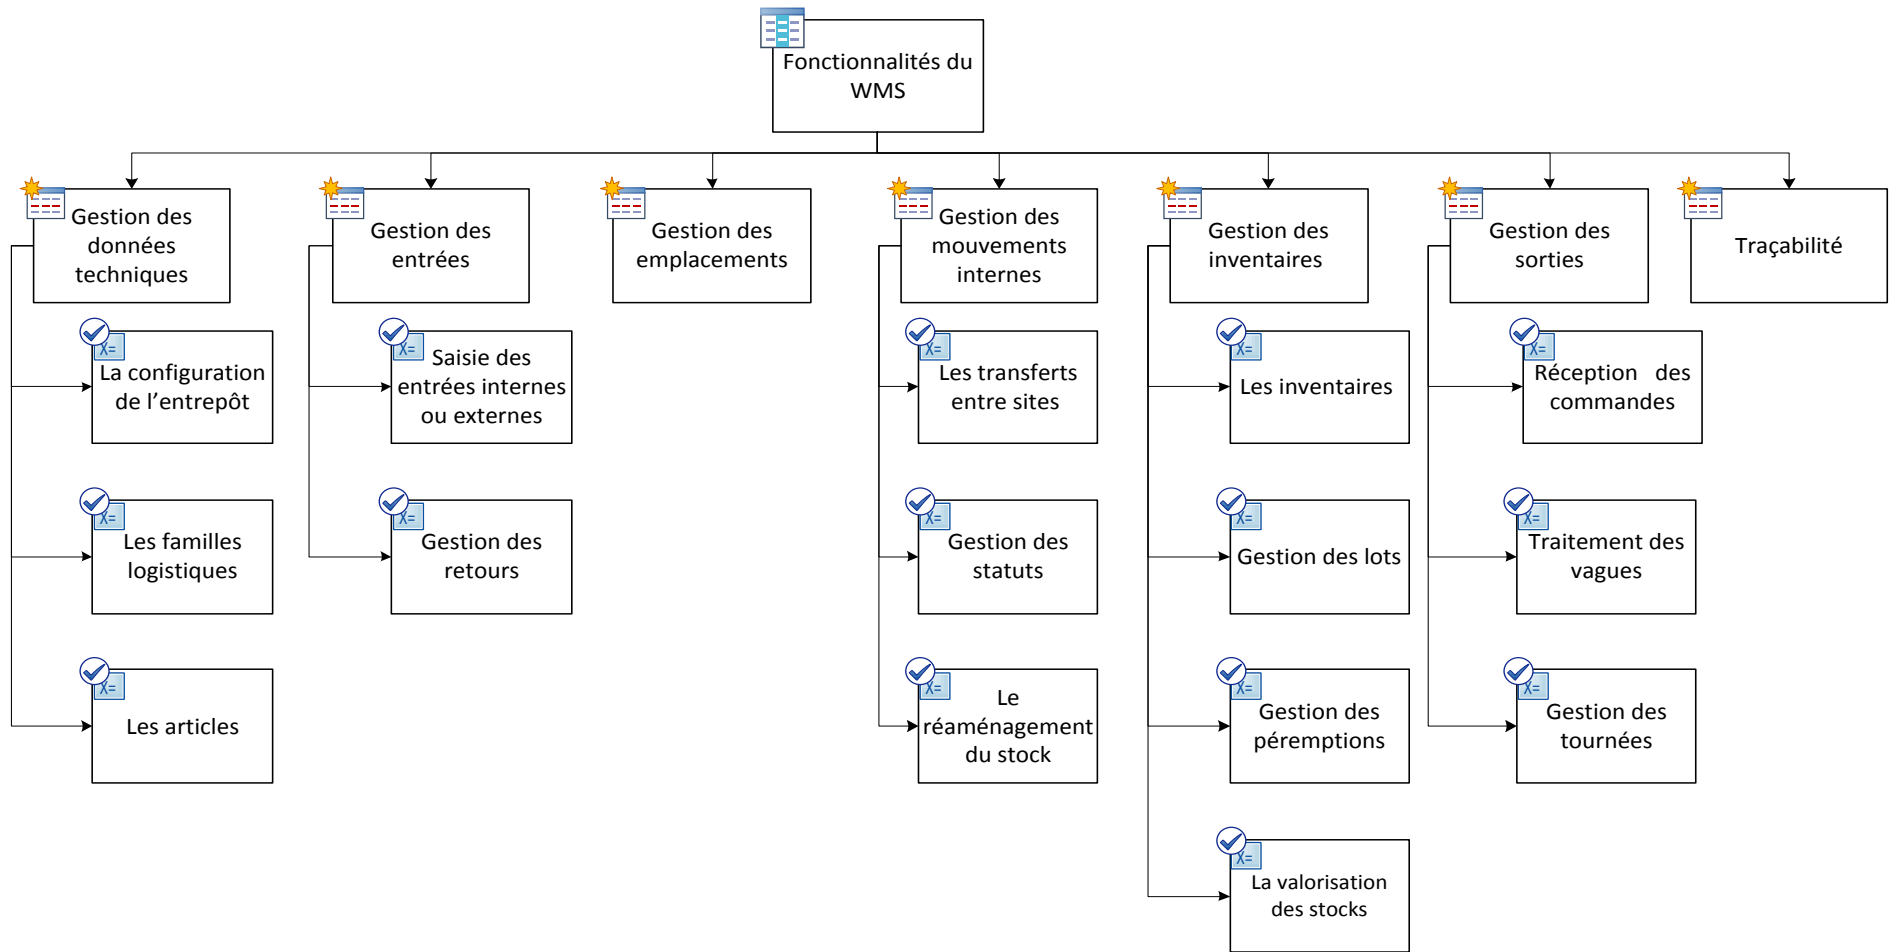 Fonctionnalités du
WMS
Gestion des
données
techniques
Gestion des
entrées
Gestion des
emplacements
Gestion des
mouvements
internes
Gestion des
inventaires
Gestion des
sorties
Traçabilité
X=
La configuration
de l’entrepôt
X=
Saisie des
entrées internes
ou externes
X=
Les transferts
entre sites
X=
Les inventaires
X=
Réception des
commandes
X=
Les familles
logistiques
X=
Gestion des
retours
X=
Gestion des
statuts
X=
Gestion des lots
X=
Traitement des
vagues
X=
Les articles
X=
Le
réaménagement
du stock
X=
Gestion des
péremptions
X=
Gestion des
tournées
X=
La valorisation
des stocks